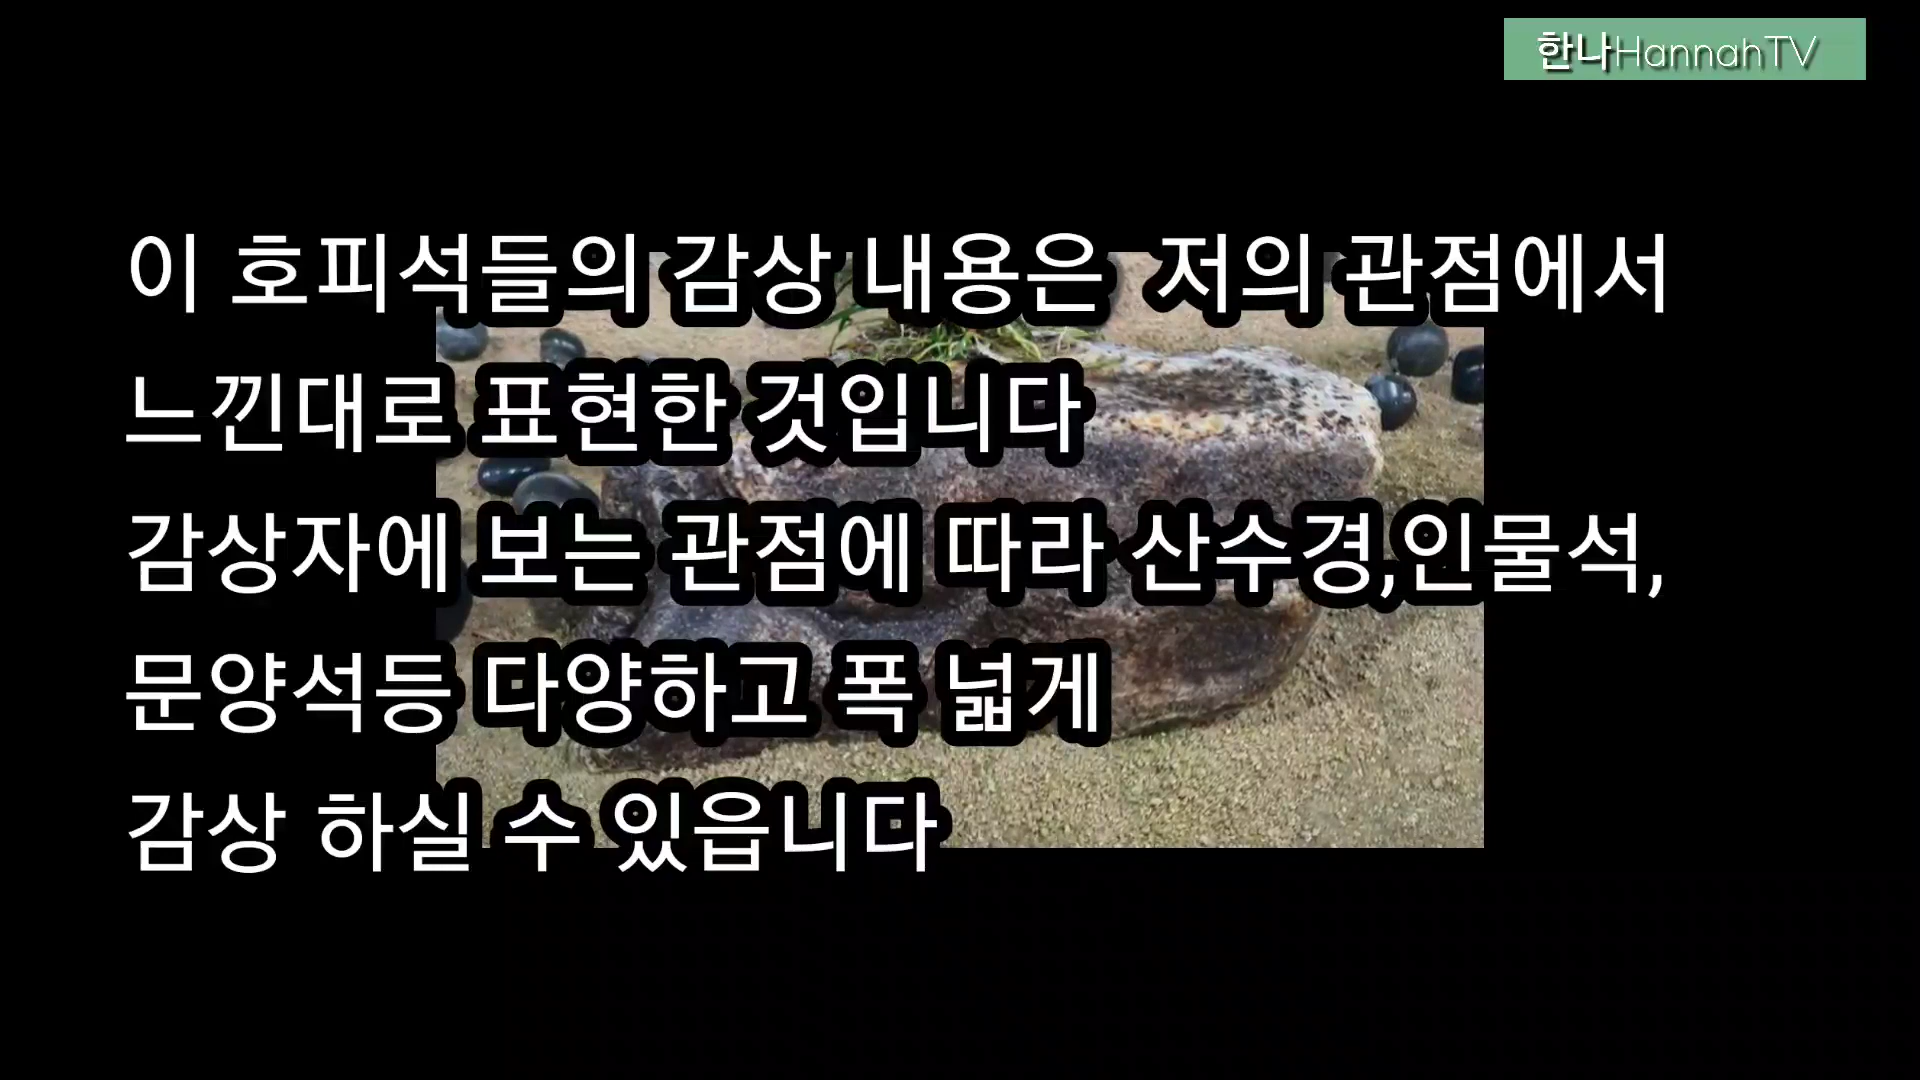 한나HannahTV
이 호피석들의 감상 내용은 저의 관점에서
느낀대로 표현한 것입니다
감상자에 보는 관점에 따라 산수경,인물석,
문양석등 다양하고 폭 넓게
감상 하실 수 있읍니다